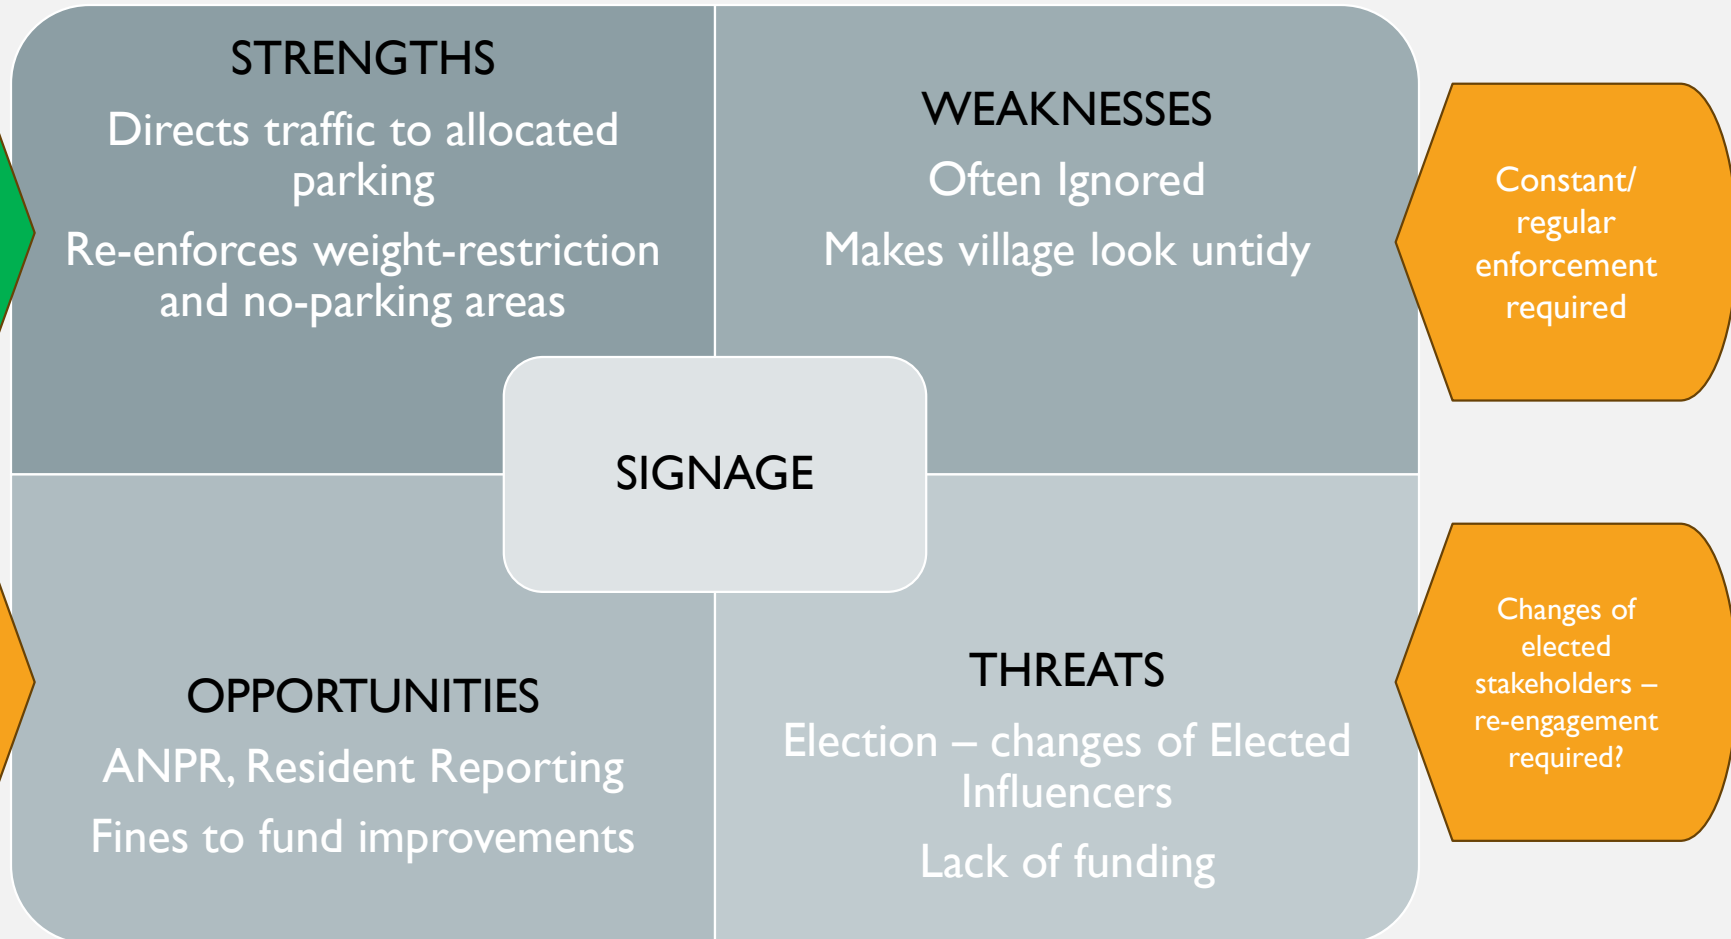 STRENGTHS
Directs traffic to allocated
parking
Re-enforces weight-restriction
and no-parking areas
WEAKNESSES
Often Ignored
Makes village look untidy
Constant/
regular
enforcement
required
SIGNAGE
OPPORTUNITIES
ANPR, Resident Reporting
Fines to fund improvements
THREATS
Election – changes of Elected
Influencers
Lack of funding
Changes of
elected
stakeholders –
re-engagement
required?